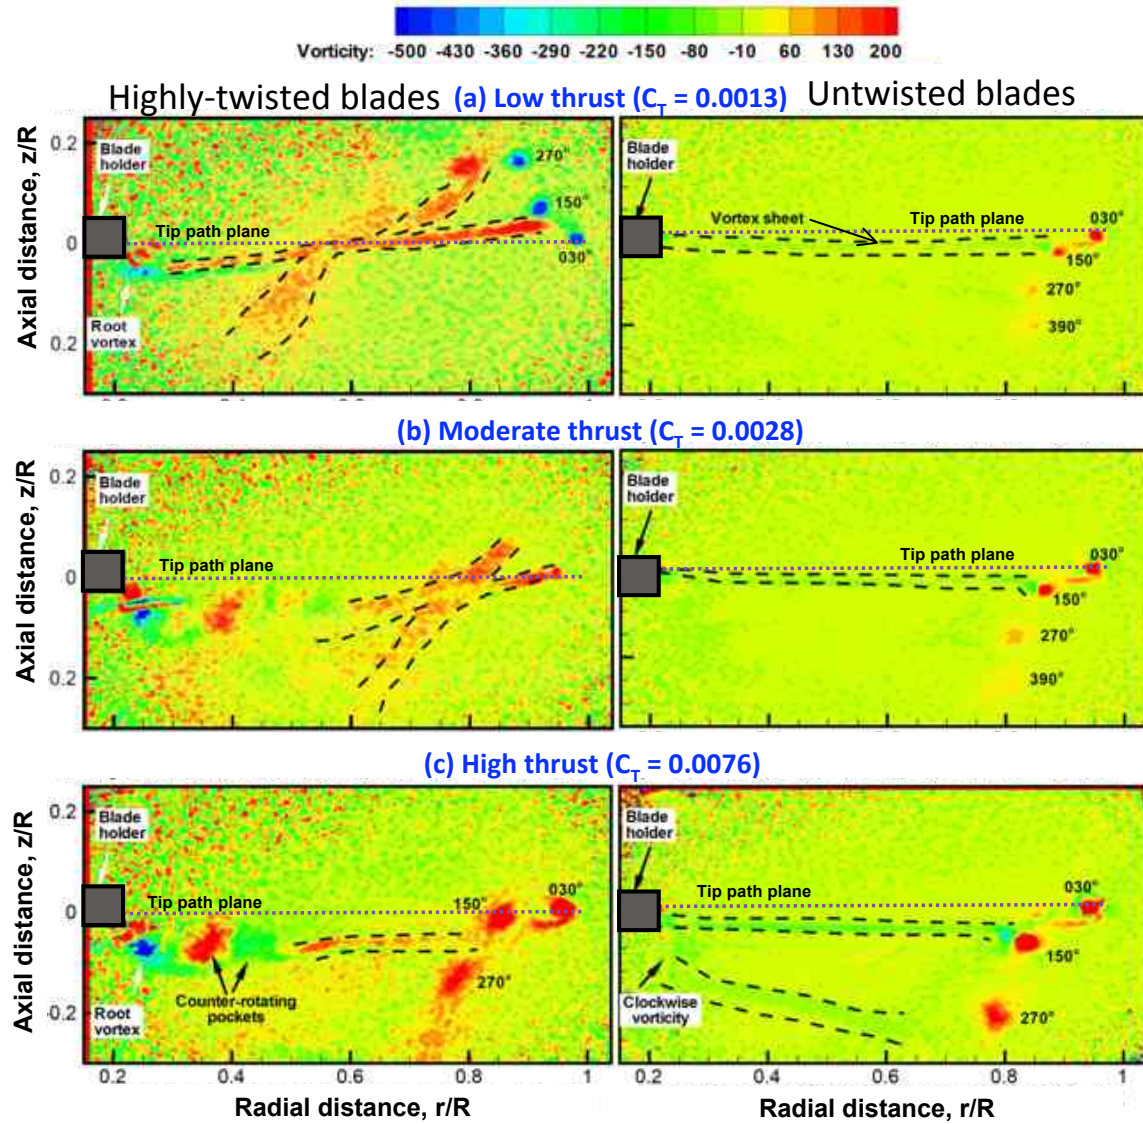 Vorticity: -500 -430 -360 -290 -220 -150 -80 -10 60 130 200
Highly-twisted blades (a) Low thrust (C_T = 0.0013) Untwisted blades
Axial distance, z/R
0.2
0
0.2
Blade
holder
Tip path plane
Root
vortex
270°
150°
030°
Blade
holder
Vortex sheet
Tip path plane
030°
150°
270°
390°
(b) Moderate thrust (C_T = 0.0028)
Axial distance, z/R
0.2
0
0.2
Blade
holder
Tip path plane
Blade
holder
Tip path plane
030°
150°
270°
390°
(c) High thrust (C_T = 0.0076)
Axial distance, z/R
0.2
0
-0.2
Blade
holder
Tip path plane
150°
030°
270°
Root
vortex
Counter-rotating
pockets
0.2 0.4 0.6 0.8 1
Radial distance, r/R
Blade
holder
Tip path plane
030°
150°
270°
Clockwise
vorticity
0.2 0.4 0.6 0.8 1
Radial distance, r/R